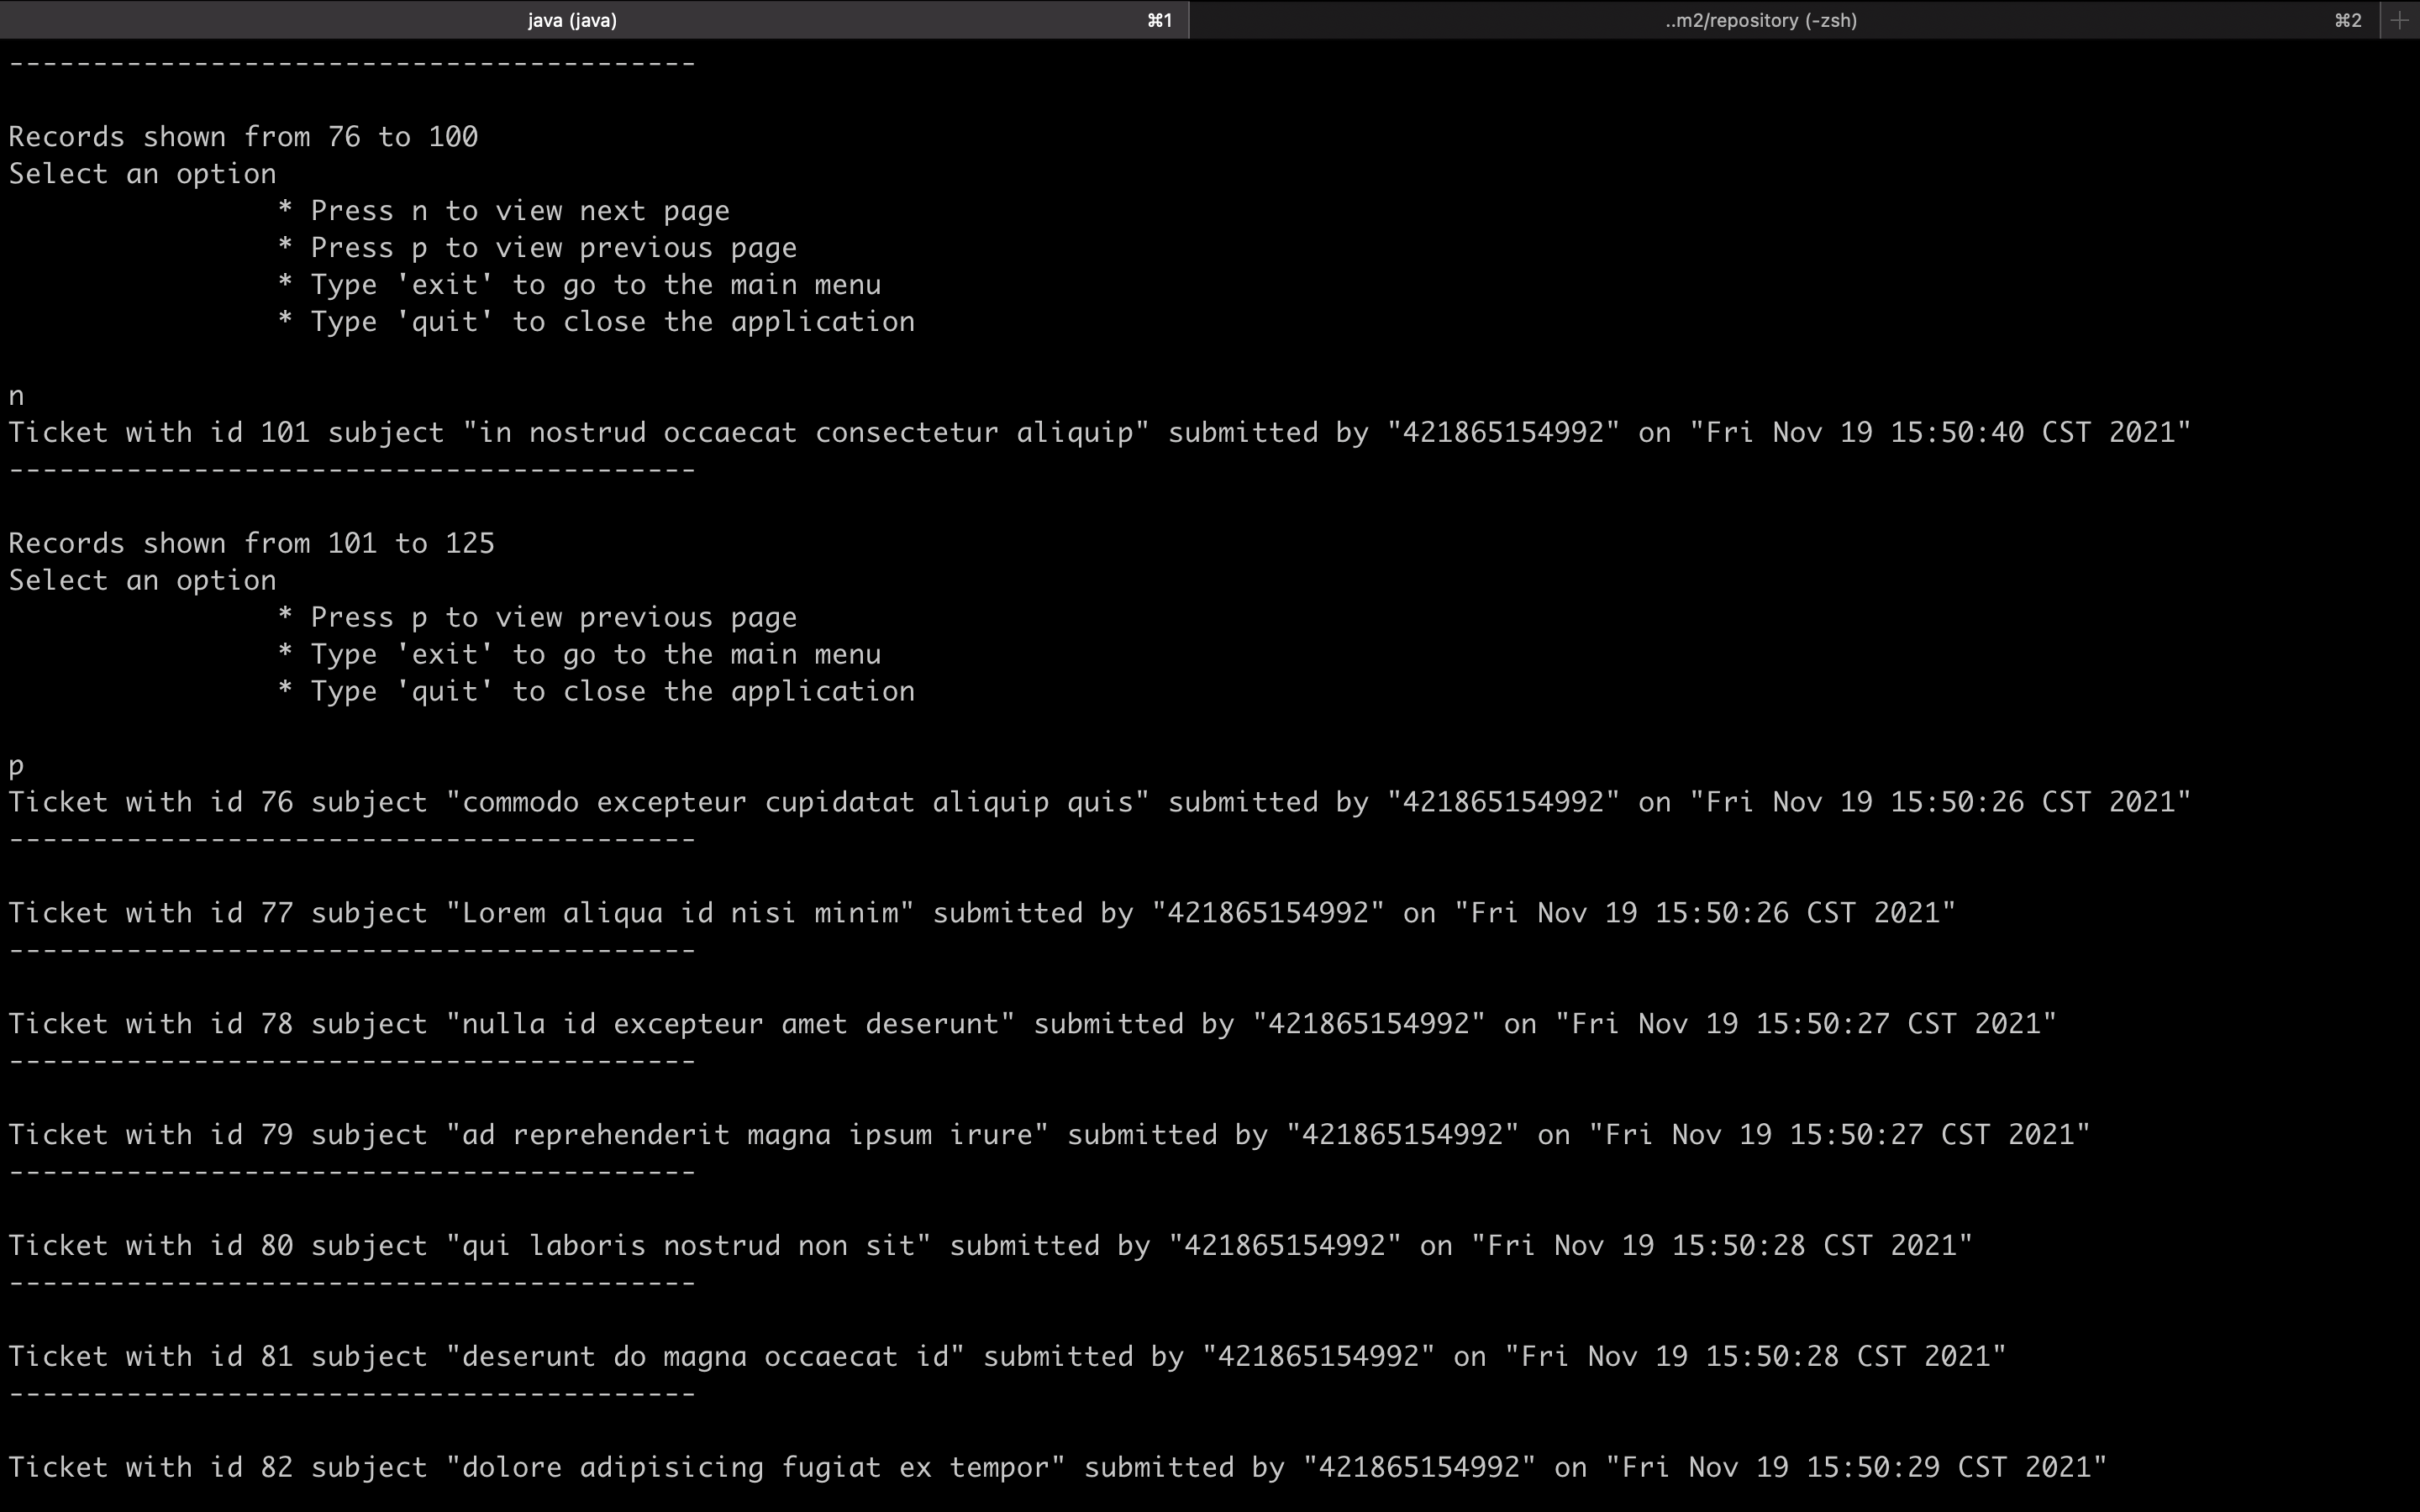 java (java) ⌘1 ..m2/repository (-zsh) ⌘2 +
-----------------------------------------
Records shown from 76 to 100
Select an option
* Press n to view next page
* Press p to view previous page
* Type 'exit' to go to the main menu
* Type 'quit' to close the application
n
Ticket with id 101 subject "in nostrud occaecat consectetur aliquip" submitted by "421865154992" on "Fri Nov 19 15:50:40 CST 2021"
-----------------------------------------
Records shown from 101 to 125
Select an option
* Press p to view previous page
* Type 'exit' to go to the main menu
* Type 'quit' to close the application
p
Ticket with id 76 subject "commodo excepteur cupidatat aliquip quis" submitted by "421865154992" on "Fri Nov 19 15:50:26 CST 2021"
-----------------------------------------
Ticket with id 77 subject "Lorem aliqua id nisi minim" submitted by "421865154992" on "Fri Nov 19 15:50:26 CST 2021"
-----------------------------------------
Ticket with id 78 subject "nulla id excepteur amet deserunt" submitted by "421865154992" on "Fri Nov 19 15:50:27 CST 2021"
-----------------------------------------
Ticket with id 79 subject "ad reprehenderit magna ipsum irure" submitted by "421865154992" on "Fri Nov 19 15:50:27 CST 2021"
-----------------------------------------
Ticket with id 80 subject "qui laboris nostrud non sit" submitted by "421865154992" on "Fri Nov 19 15:50:28 CST 2021"
-----------------------------------------
Ticket with id 81 subject "deserunt do magna occaecat id" submitted by "421865154992" on "Fri Nov 19 15:50:28 CST 2021"
-----------------------------------------
Ticket with id 82 subject "dolore adipisicing fugiat ex tempor" submitted by "421865154992" on "Fri Nov 19 15:50:29 CST 2021"